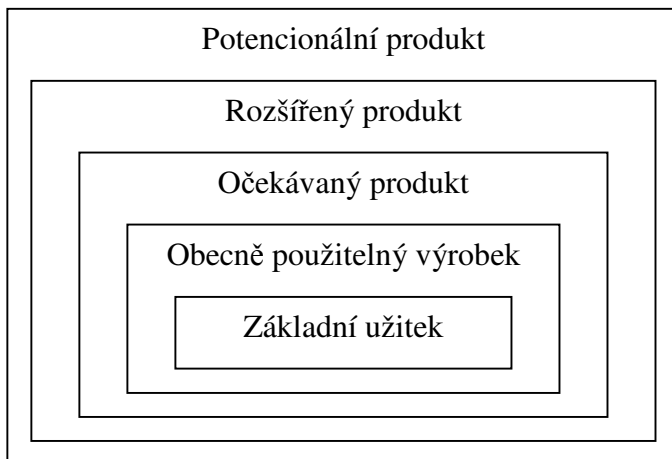 Potencionální produkt
Rozšířený produkt
Očekávaný produkt
Obecně použitelný výrobek
Základní užitek